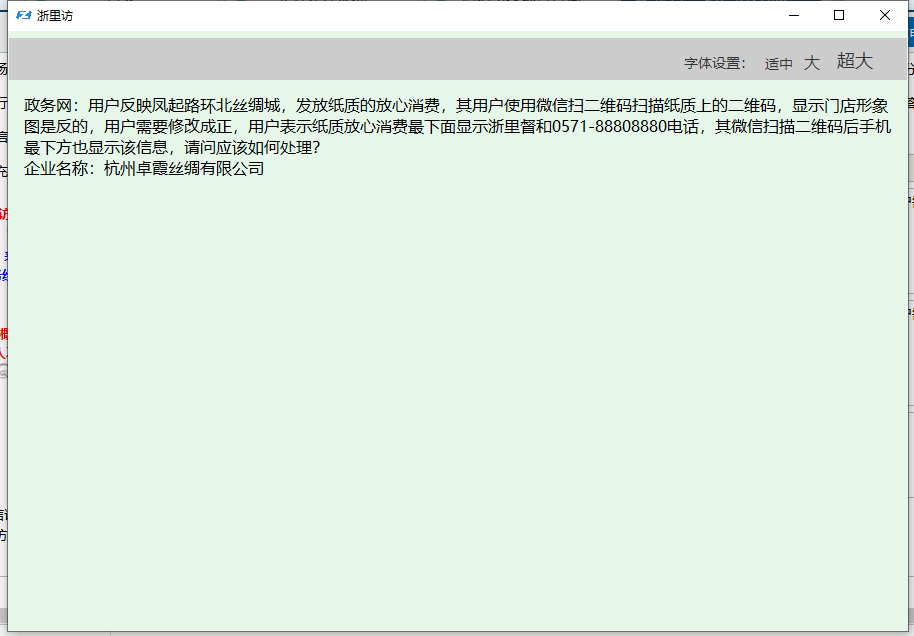 浙里访
字体设置： 适中 大 超大
政务网：用户反映凤起路环北丝绸城，发放纸质的放心消费，其用户使用微信扫二维码扫描纸质上的二维码，显示门店形象
图是反的，用户需要修改成正，用户表示纸质放心消费最下面显示浙里督和0571-88808880电话，其微信扫描二维码后手机
最下方也显示该信息，请问应该如何处理？
企业名称：杭州卓霞丝绸有限公司